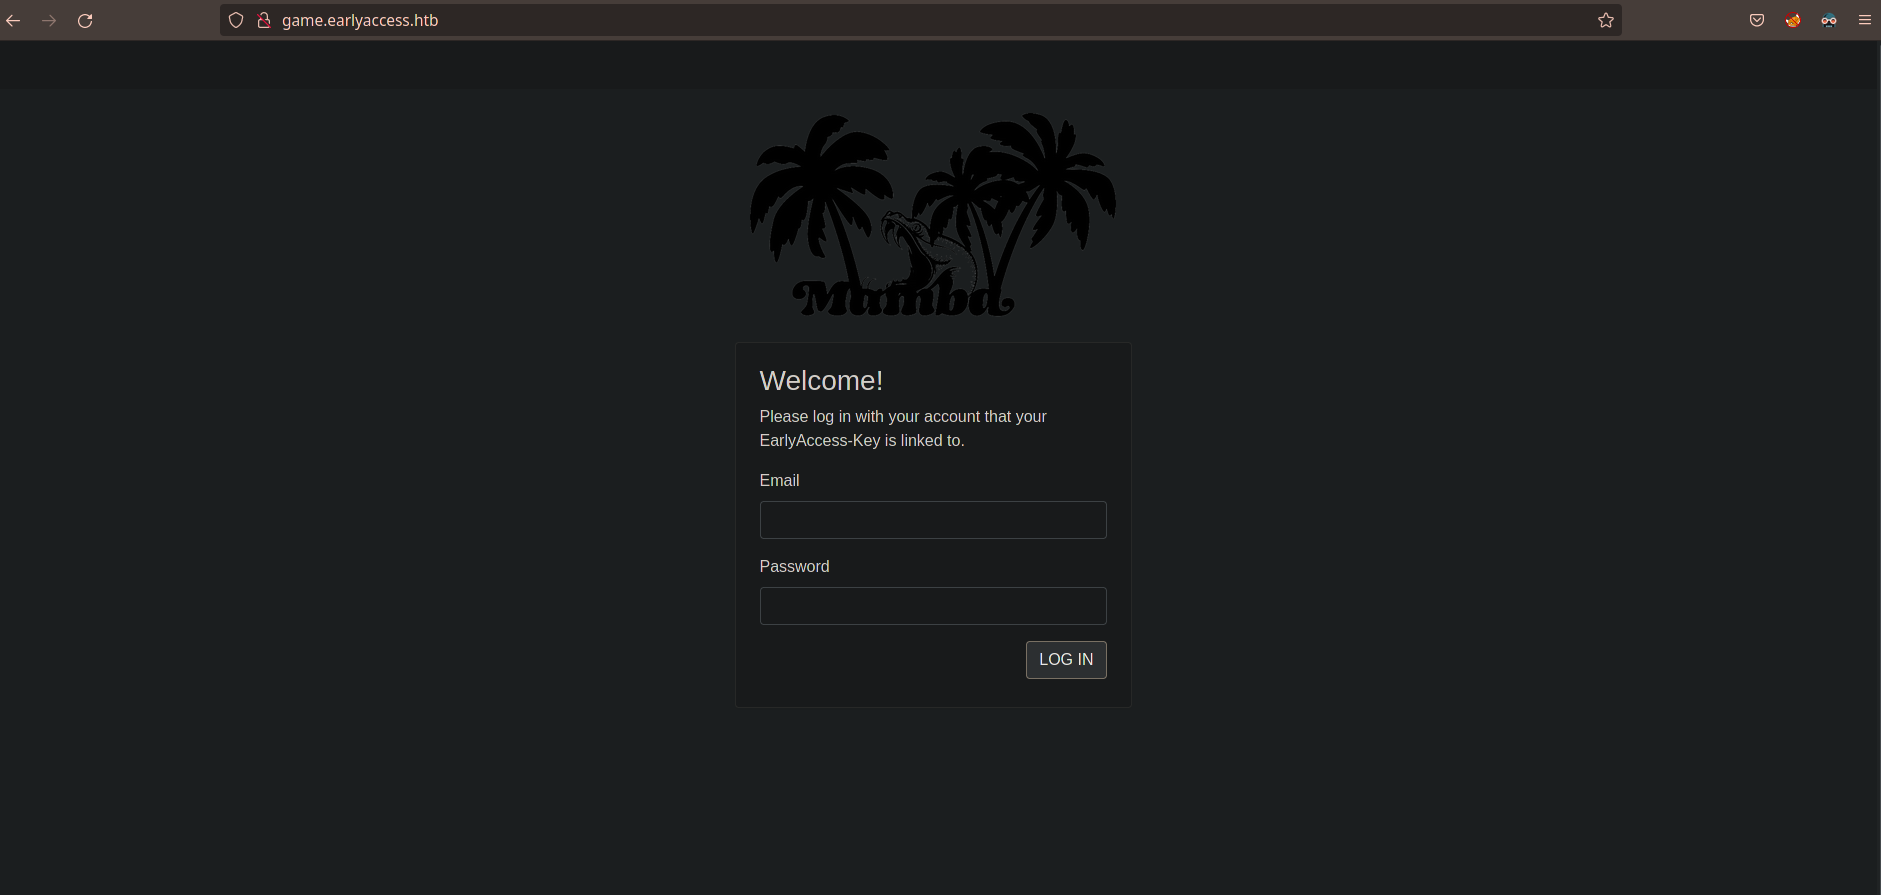 game.earlyaccess.htb
Mamba
Welcome!
Please log in with your account that your
EarlyAccess-Key is linked to.
Email
Password
LOG IN